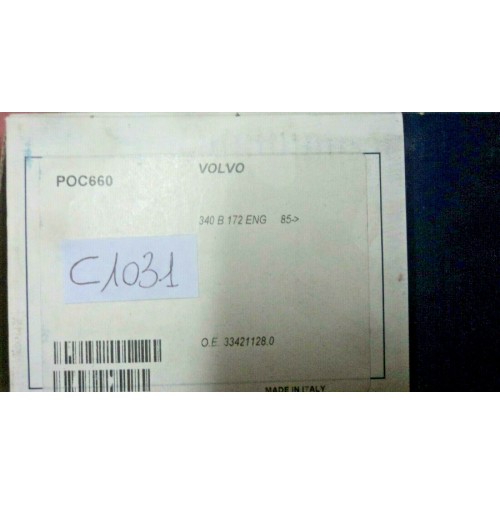 POC660
VOLVO
340 B 172 ENG 85->
C1031
O.E. 33421128.0
MADE IN ITALY